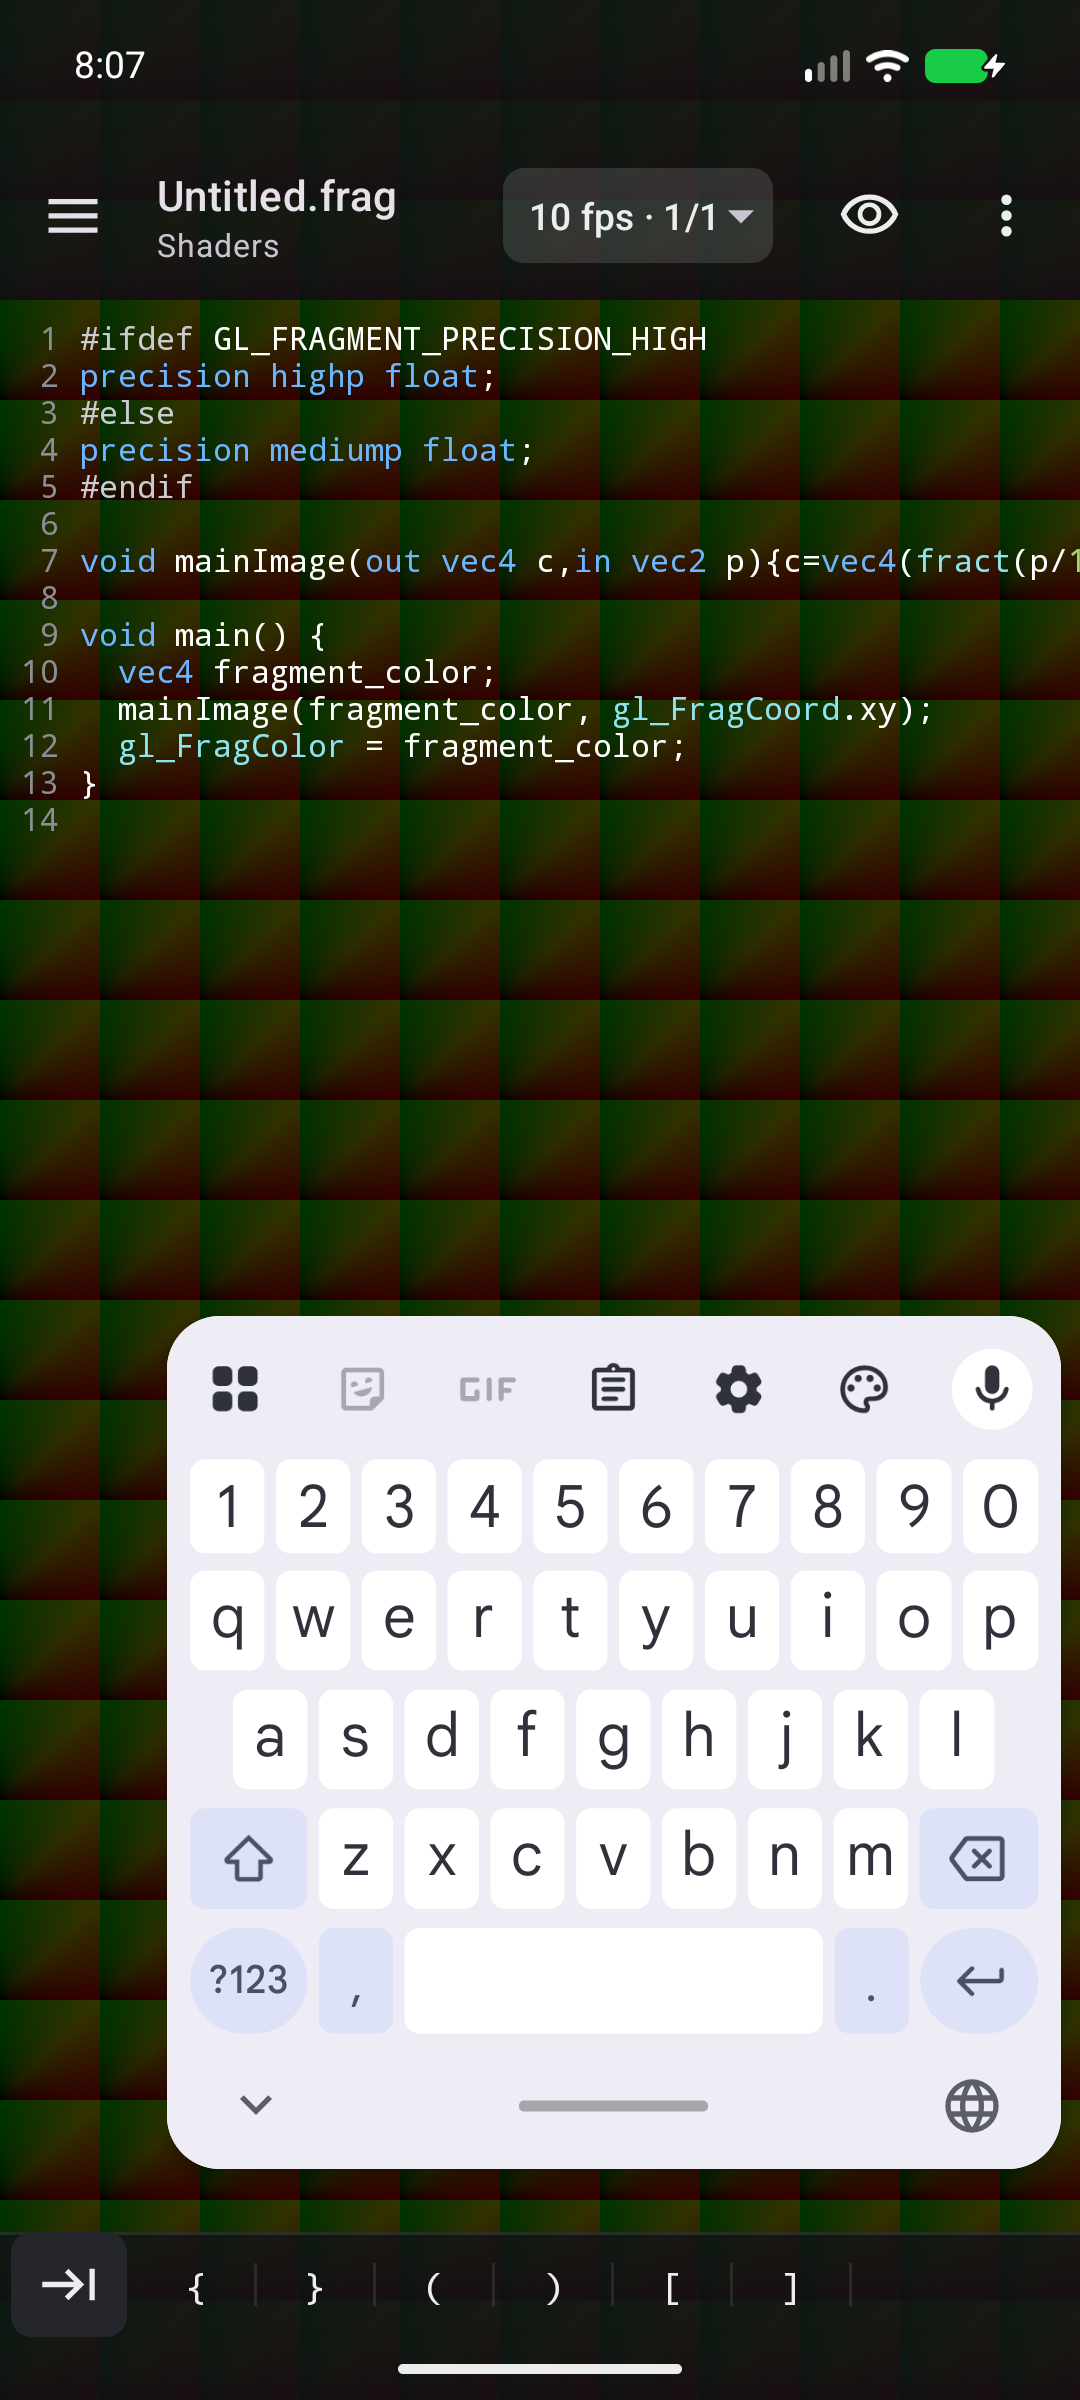 8:07
Untitled.frag
Shaders
10 fps · 1/1
1 #ifdef GL_FRAGMENT_PRECISION_HIGH
2 precision highp float;
3 #else
4 precision mediump float;
5 #endif
6
7 void mainImage(out vec4 c,in vec2 p){c=vec4(fract(p/1
8
9 void main() {
10   vec4 fragment_color;
11   mainImage(fragment_color, gl_FragCoord.xy);
12   gl_FragColor = fragment_color;
13 }
14
GIF
1 2 3 4 5 6 7 8 9 0
q w e r t y u i o p
a s d f g h j k l
z x c v b n m
?123 , .
{ } ( ) [ ]